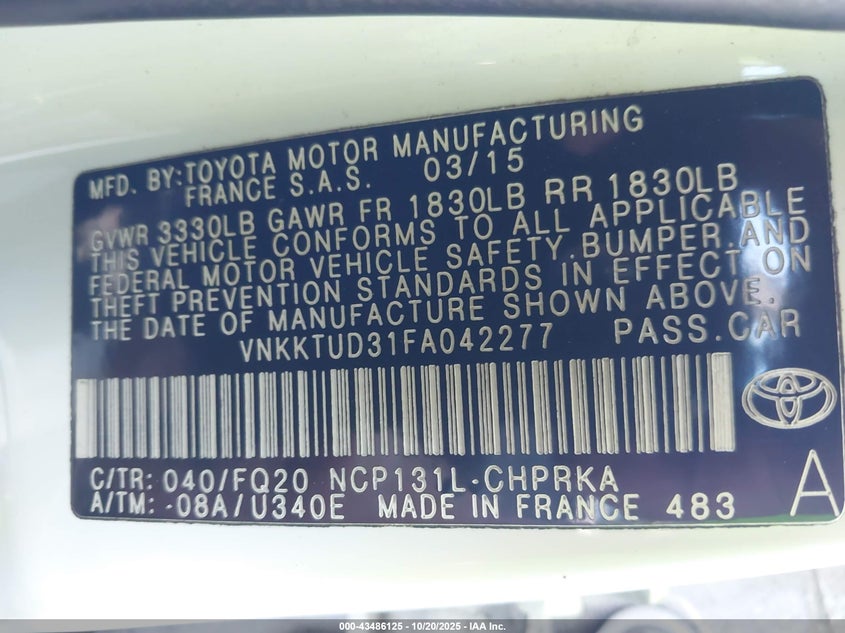 MFD. BY:TOYOTA MOTOR MANUFACTURING
FRANCE S.A.S. 03/15
GVWR 3330LB GAWR FR 1830LB RR 1830LB
THIS VEHICLE CONFORMS TO ALL APPLICABLE
FEDERAL MOTOR VEHICLE SAFETY,BUMPER,AND
THEFT PREVENTION STANDARDS IN EFFECT ON
THE DATE OF MANUFACTURE SHOWN ABOVE.
VNKKTUD31FA042277 PASS.CAR
C/TR: 040/FQ20 NCP131L-CHPRKA
A/TM: -08A/U340E MADE IN FRANCE 483
A
000-43486125 - 10/20/2025 - IAA Inc.